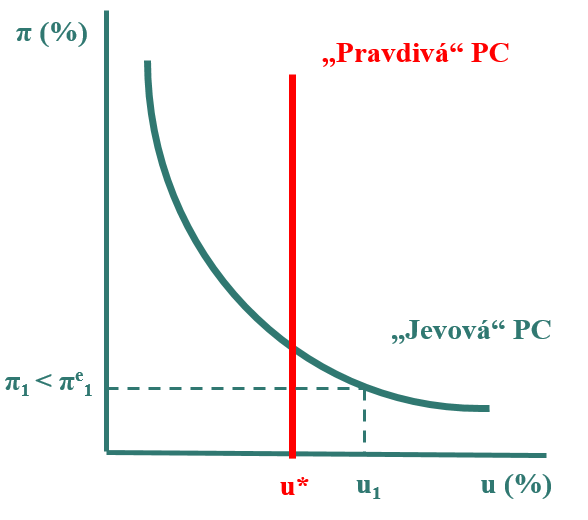 π (%)
„Pravdivá“ PC
„Jevová“ PC
π₁ < πᵉ₁
u*
u₁
u (%)